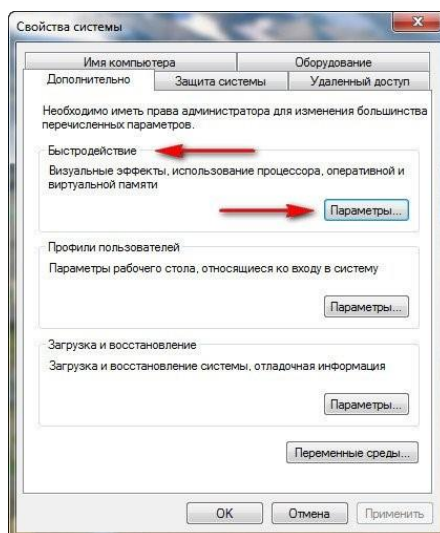 Свойства системы
Имя компьютера
Оборудование
Дополнительно
Защита системы
Удаленный доступ
Необходимо иметь права администратора для изменения большинства
перечисленных параметров.
Быстродействие
Визуальные эффекты, использование процессора, оперативной и
виртуальной памяти
Параметры...
Профили пользователей
Параметры рабочего стола, относящиеся ко входу в систему
Параметры...
Загрузка и восстановление
Загрузка и восстановление системы, отладочная информация
Параметры...
Переменные среды...
OK
Отмена
Применить